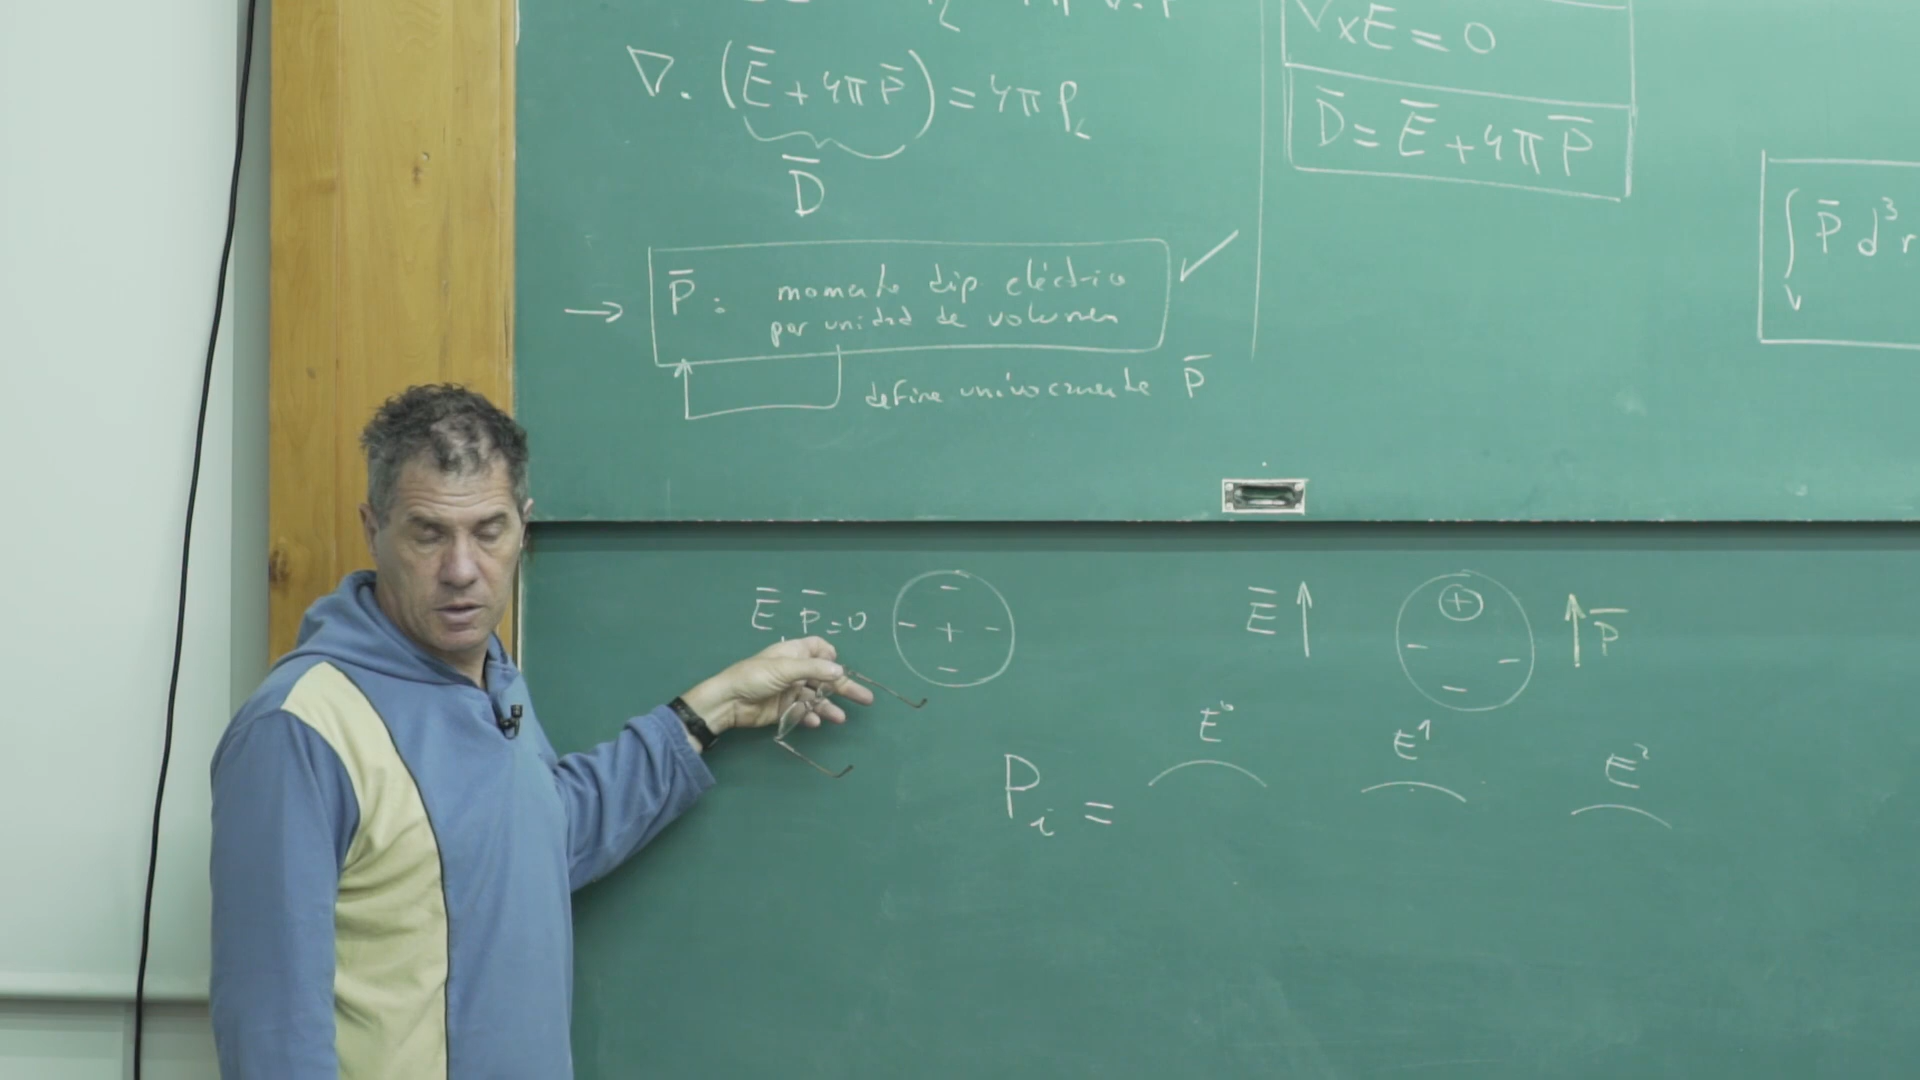 ∇·(Ē + 4πP̄) = 4πρ_L
D̄
→ P̄ : momento dip eléctrico
por unidad de volumen
define unívocamente P̄
∇×E = 0
D̄ = Ē + 4πP̄
∫_V P̄ d³r
P̄ = 0
- - + - -
Ē ↑ + - - - ↑ P̄
E⁰ E¹ E²
P_i =